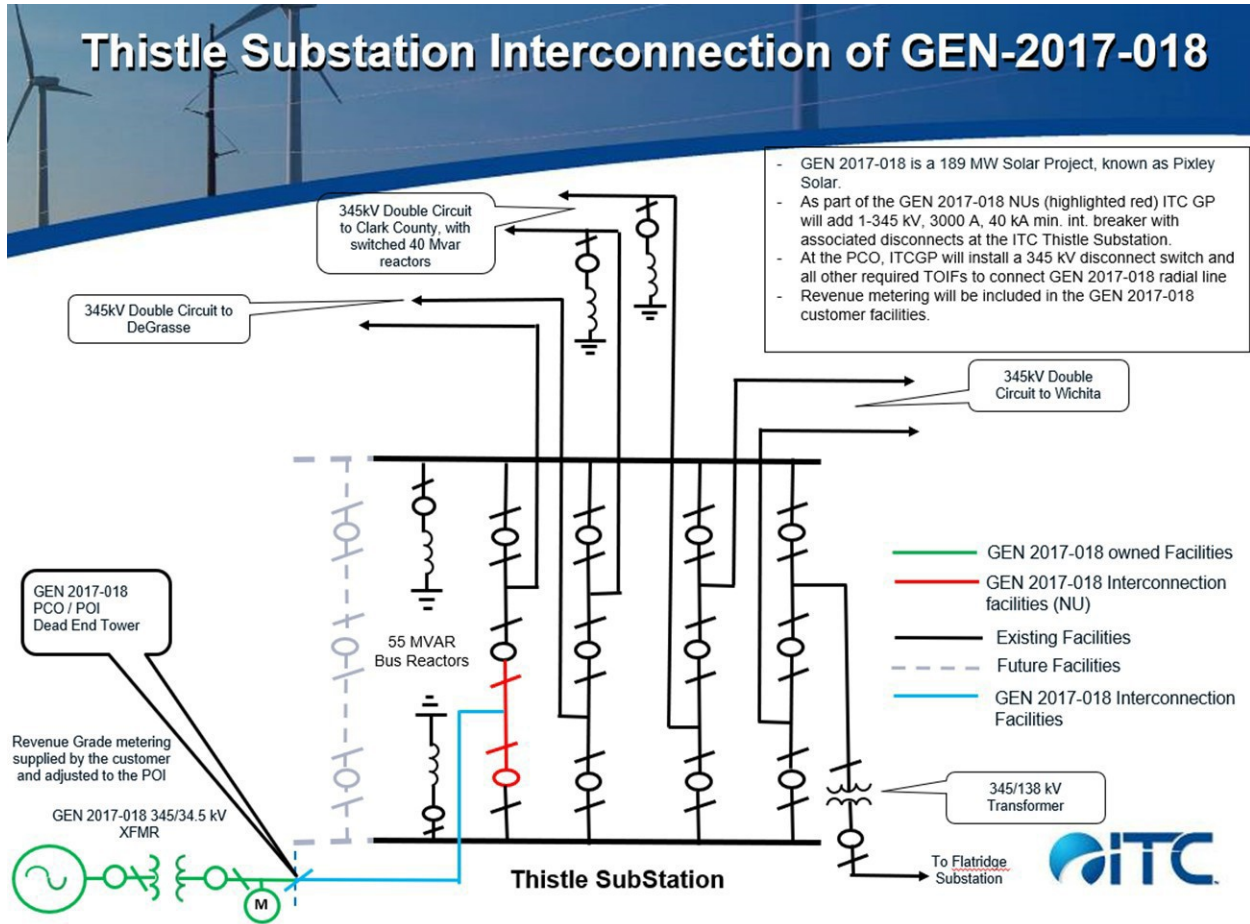 Thistle Substation Interconnection of GEN-2017-018
- GEN 2017-018 is a 189 MW Solar Project, known as Pixley
Solar.
- As part of the GEN 2017-018 NUs (highlighted red) ITC GP
will add 1-345 kV, 3000 A, 40 kA min. int. breaker with
associated disconnects at the ITC Thistle Substation.
- At the PCO, ITCGP will install a 345 kV disconnect switch and
all other required TOIFs to connect GEN 2017-018 radial line
- Revenue metering will be included in the GEN 2017-018
customer facilities.
345kV Double Circuit
to Clark County, with
switched 40 Mvar
reactors
345kV Double Circuit to
DeGrasse
345kV Double
Circuit to Wichita
GEN 2017-018
PCO / POI
Dead End Tower
55 MVAR
Bus Reactors
GEN 2017-018 owned Facilities
GEN 2017-018 Interconnection
facilities (NU)
Existing Facilities
Future Facilities
GEN 2017-018 Interconnection
Facilities
Revenue Grade metering
supplied by the customer
and adjusted to the POI
GEN 2017-018 345/34.5 kV
XFMR
M
345/138 kV
Transformer
Thistle SubStation
To Flatridge
Substation
ITC